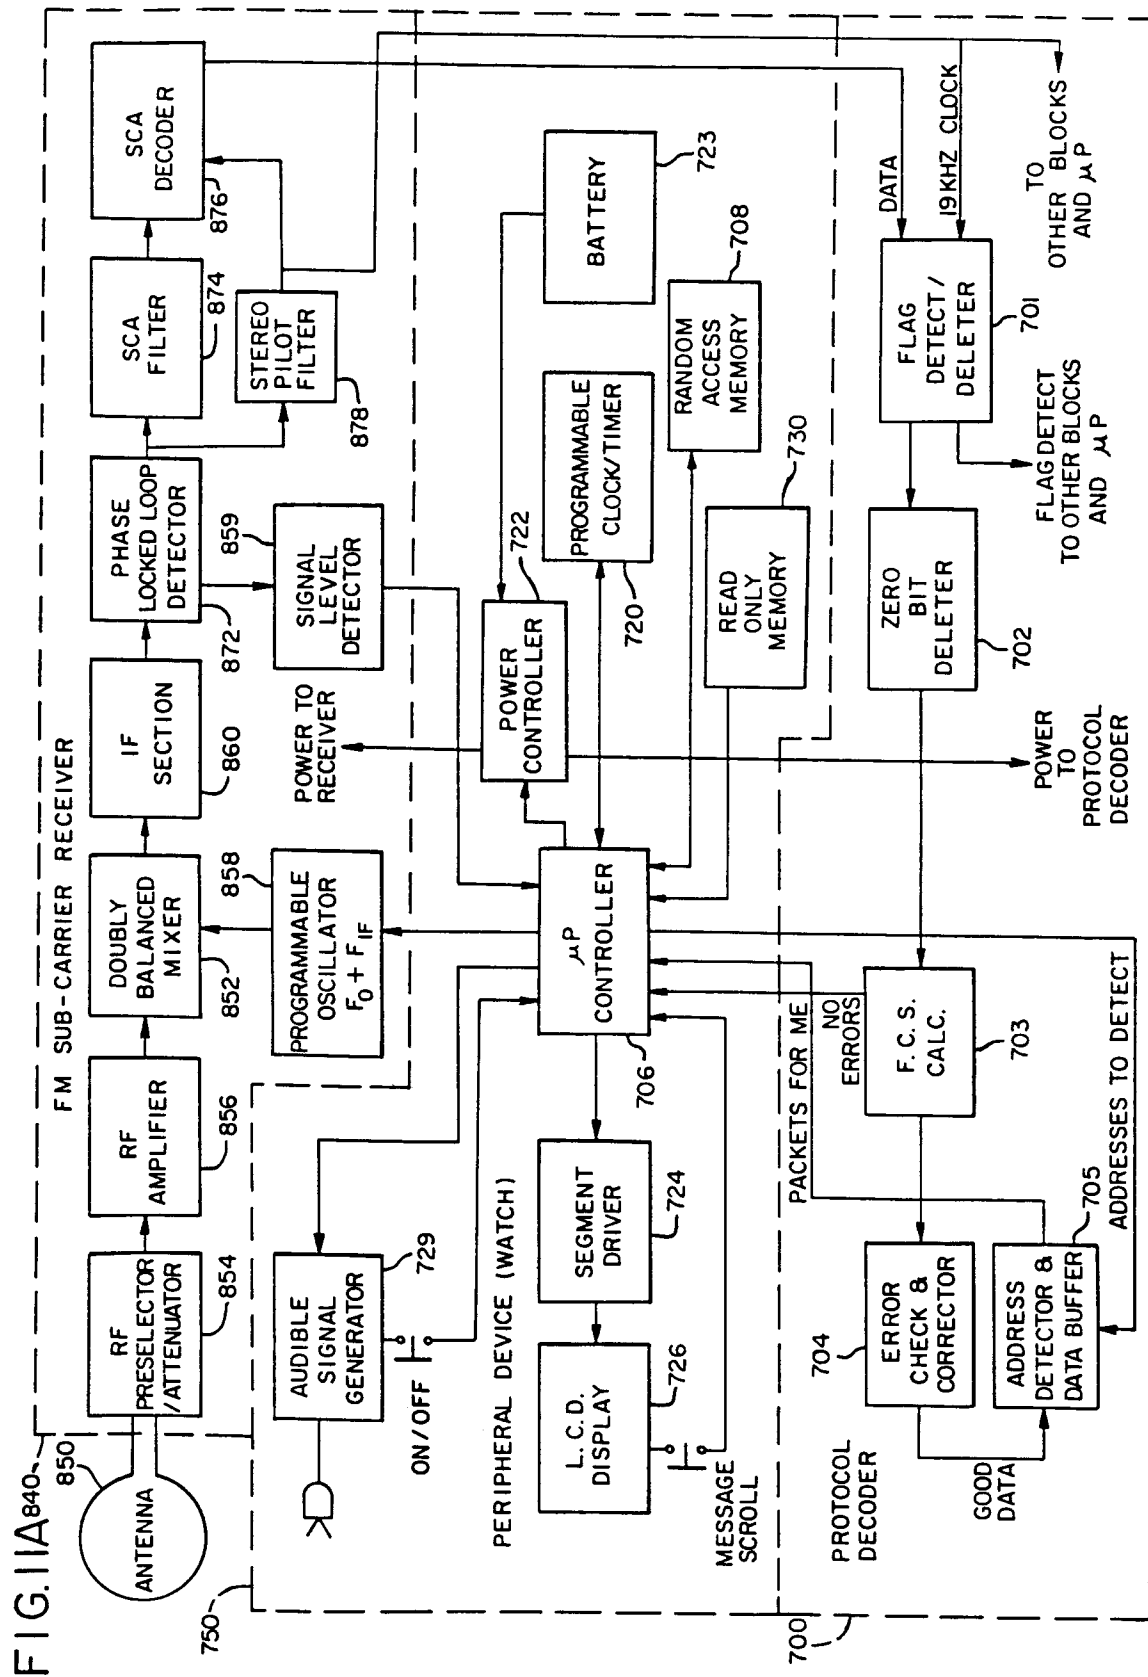 FIG. 11A
840
850
ANTENNA
FM SUB-CARRIER RECEIVER
RF
PRESELECTOR
/ATTENUATOR
854
RF
AMPLIFIER
856
DOUBLY
BALANCED
MIXER
852
IF
SECTION
860
PHASE
LOCKED LOOP
DETECTOR
872
SCA
FILTER
874
SCA
DECODER
876
STEREO
PILOT
FILTER
878
PROGRAMMABLE
OSCILLATOR
FO + FIF
858
SIGNAL
LEVEL
DETECTOR
859
POWER TO
RECEIVER
750
AUDIBLE
SIGNAL
GENERATOR
729
ON/OFF
PERIPHERAL DEVICE (WATCH)
L.C.D.
DISPLAY
726
MESSAGE
SCROLL
SEGMENT
DRIVER
724
μP
CONTROLLER
706
POWER
CONTROLLER
722
PROGRAMMABLE
CLOCK/TIMER
720
BATTERY
723
RANDOM
ACCESS
MEMORY
708
READ
ONLY
MEMORY
730
700
PROTOCOL
DECODER
704
ERROR
CHECK &
CORRECTOR
GOOD
DATA
ADDRESS
DETECTOR &
DATA BUFFER
705
PACKETS FOR ME
NO
ERRORS
ADDRESSES TO DETECT
F.C.S.
CALC.
703
ZERO
BIT
DELETER
702
FLAG
DETECT/
DELETER
701
DATA
19KHZ CLOCK
POWER
TO
PROTOCOL
DECODER
FLAG DETECT
TO OTHER BLOCKS
AND μP
TO
OTHER BLOCKS
AND μP